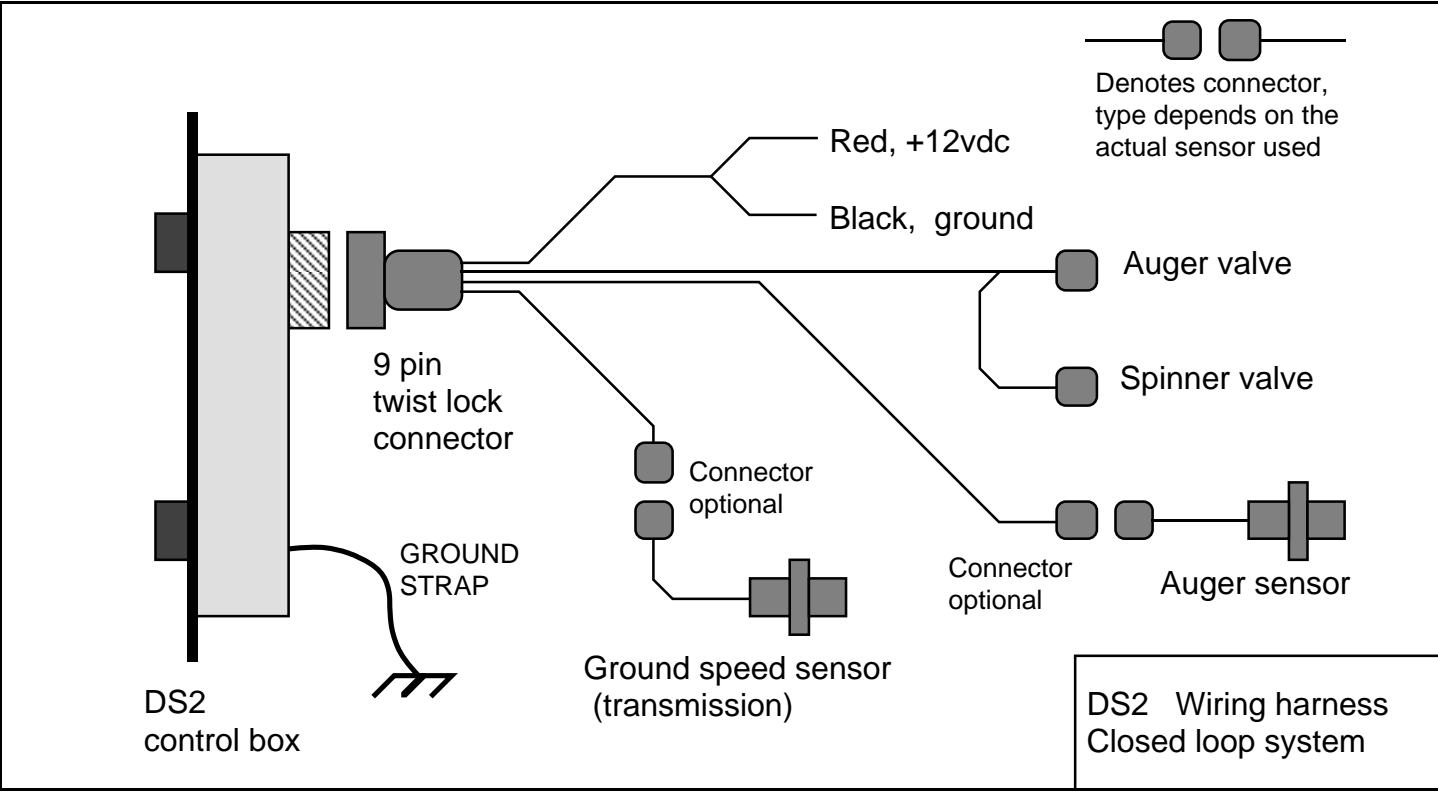 Denotes connector,
type depends on the
actual sensor used
Red, +12vdc
Black, ground
Auger valve
Spinner valve
9 pin
twist lock
connector
Connector
optional
GROUND
STRAP
Connector
optional
Auger sensor
Ground speed sensor
(transmission)
DS2
control box
DS2 Wiring harness
Closed loop system